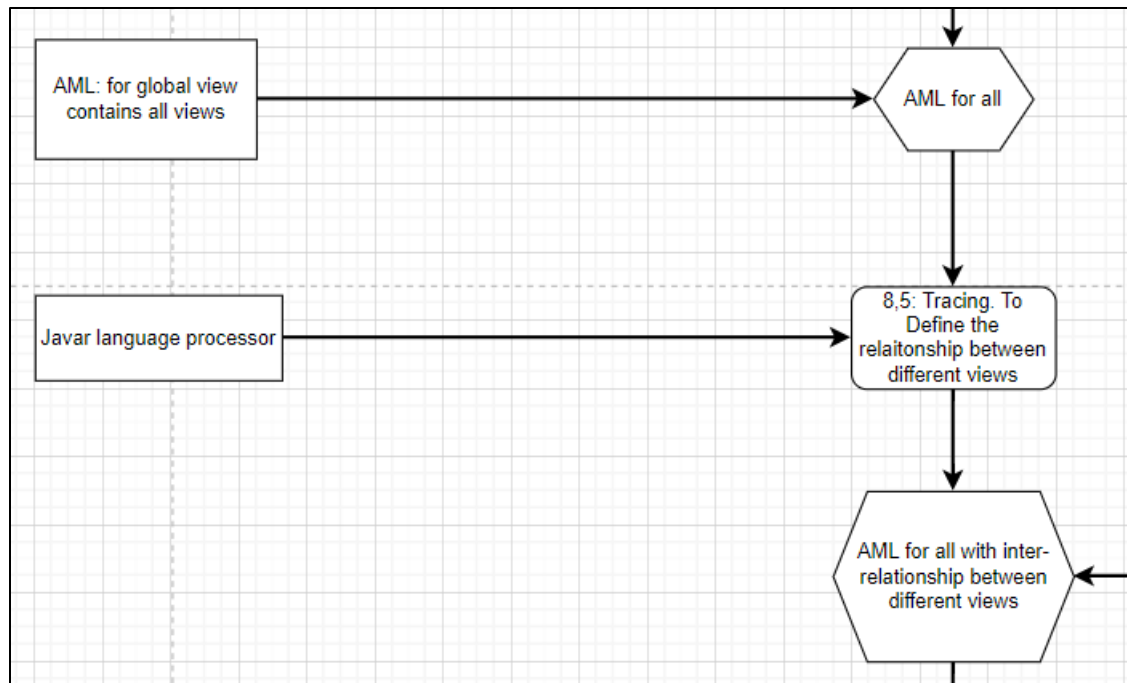 AML: for global view
contains all views
AML for all
Javar language processor
8,5: Tracing. To
Define the
relaitonship between
different views
AML for all with inter-
relationship between
different views